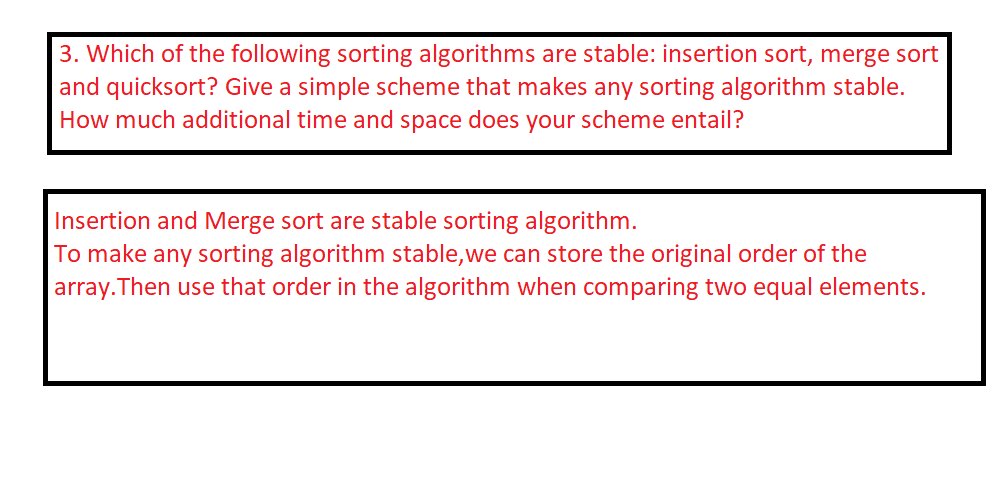 3. Which of the following sorting algorithms are stable: insertion sort, merge sort
and quicksort? Give a simple scheme that makes any sorting algorithm stable.
How much additional time and space does your scheme entail?
Insertion and Merge sort are stable sorting algorithm.
To make any sorting algorithm stable,we can store the original order of the
array.Then use that order in the algorithm when comparing two equal elements.